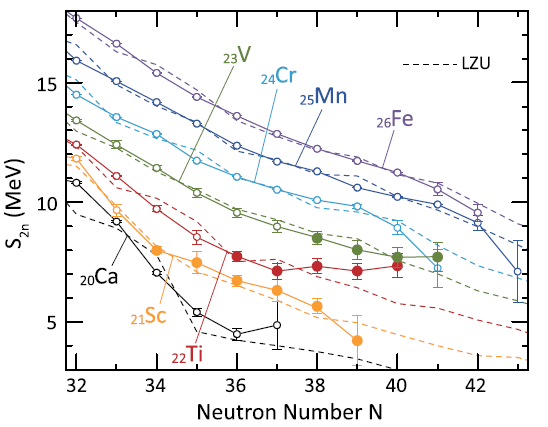 15
10
5
S₂ₙ (MeV)
₂₃V
₂₄Cr
₂₅Mn
₂₆Fe
LZU
₂₀Ca
₂₁Sc
₂₂Ti
32 34 36 38 40 42
Neutron Number N